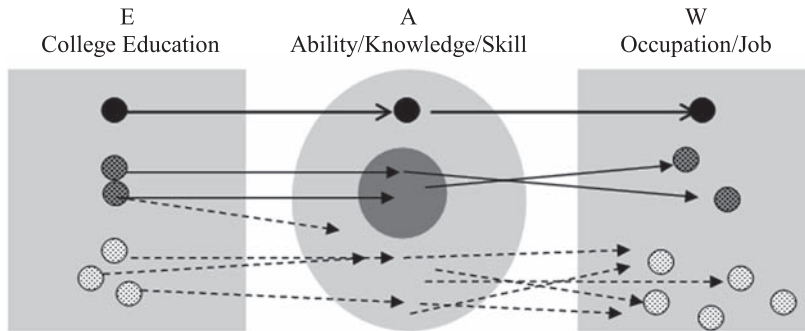 E
College Education
A
Ability/Knowledge/Skill
W
Occupation/Job